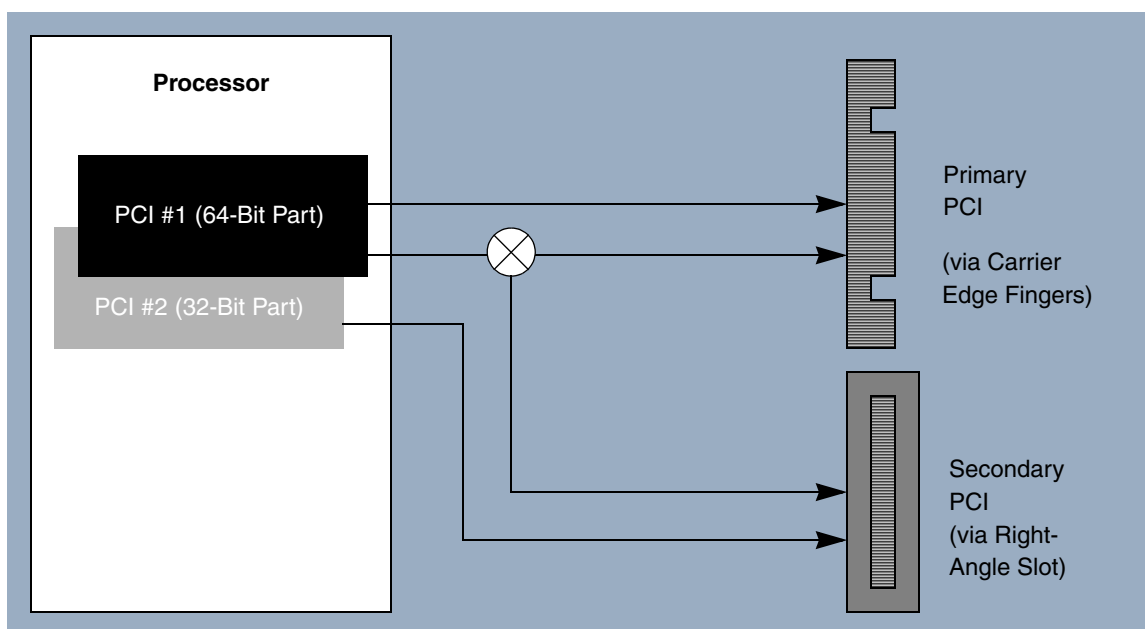 Processor
PCI #1 (64-Bit Part)
PCI #2 (32-Bit Part)
Primary
PCI
(via Carrier
Edge Fingers)
Secondary
PCI
(via Right-
Angle Slot)